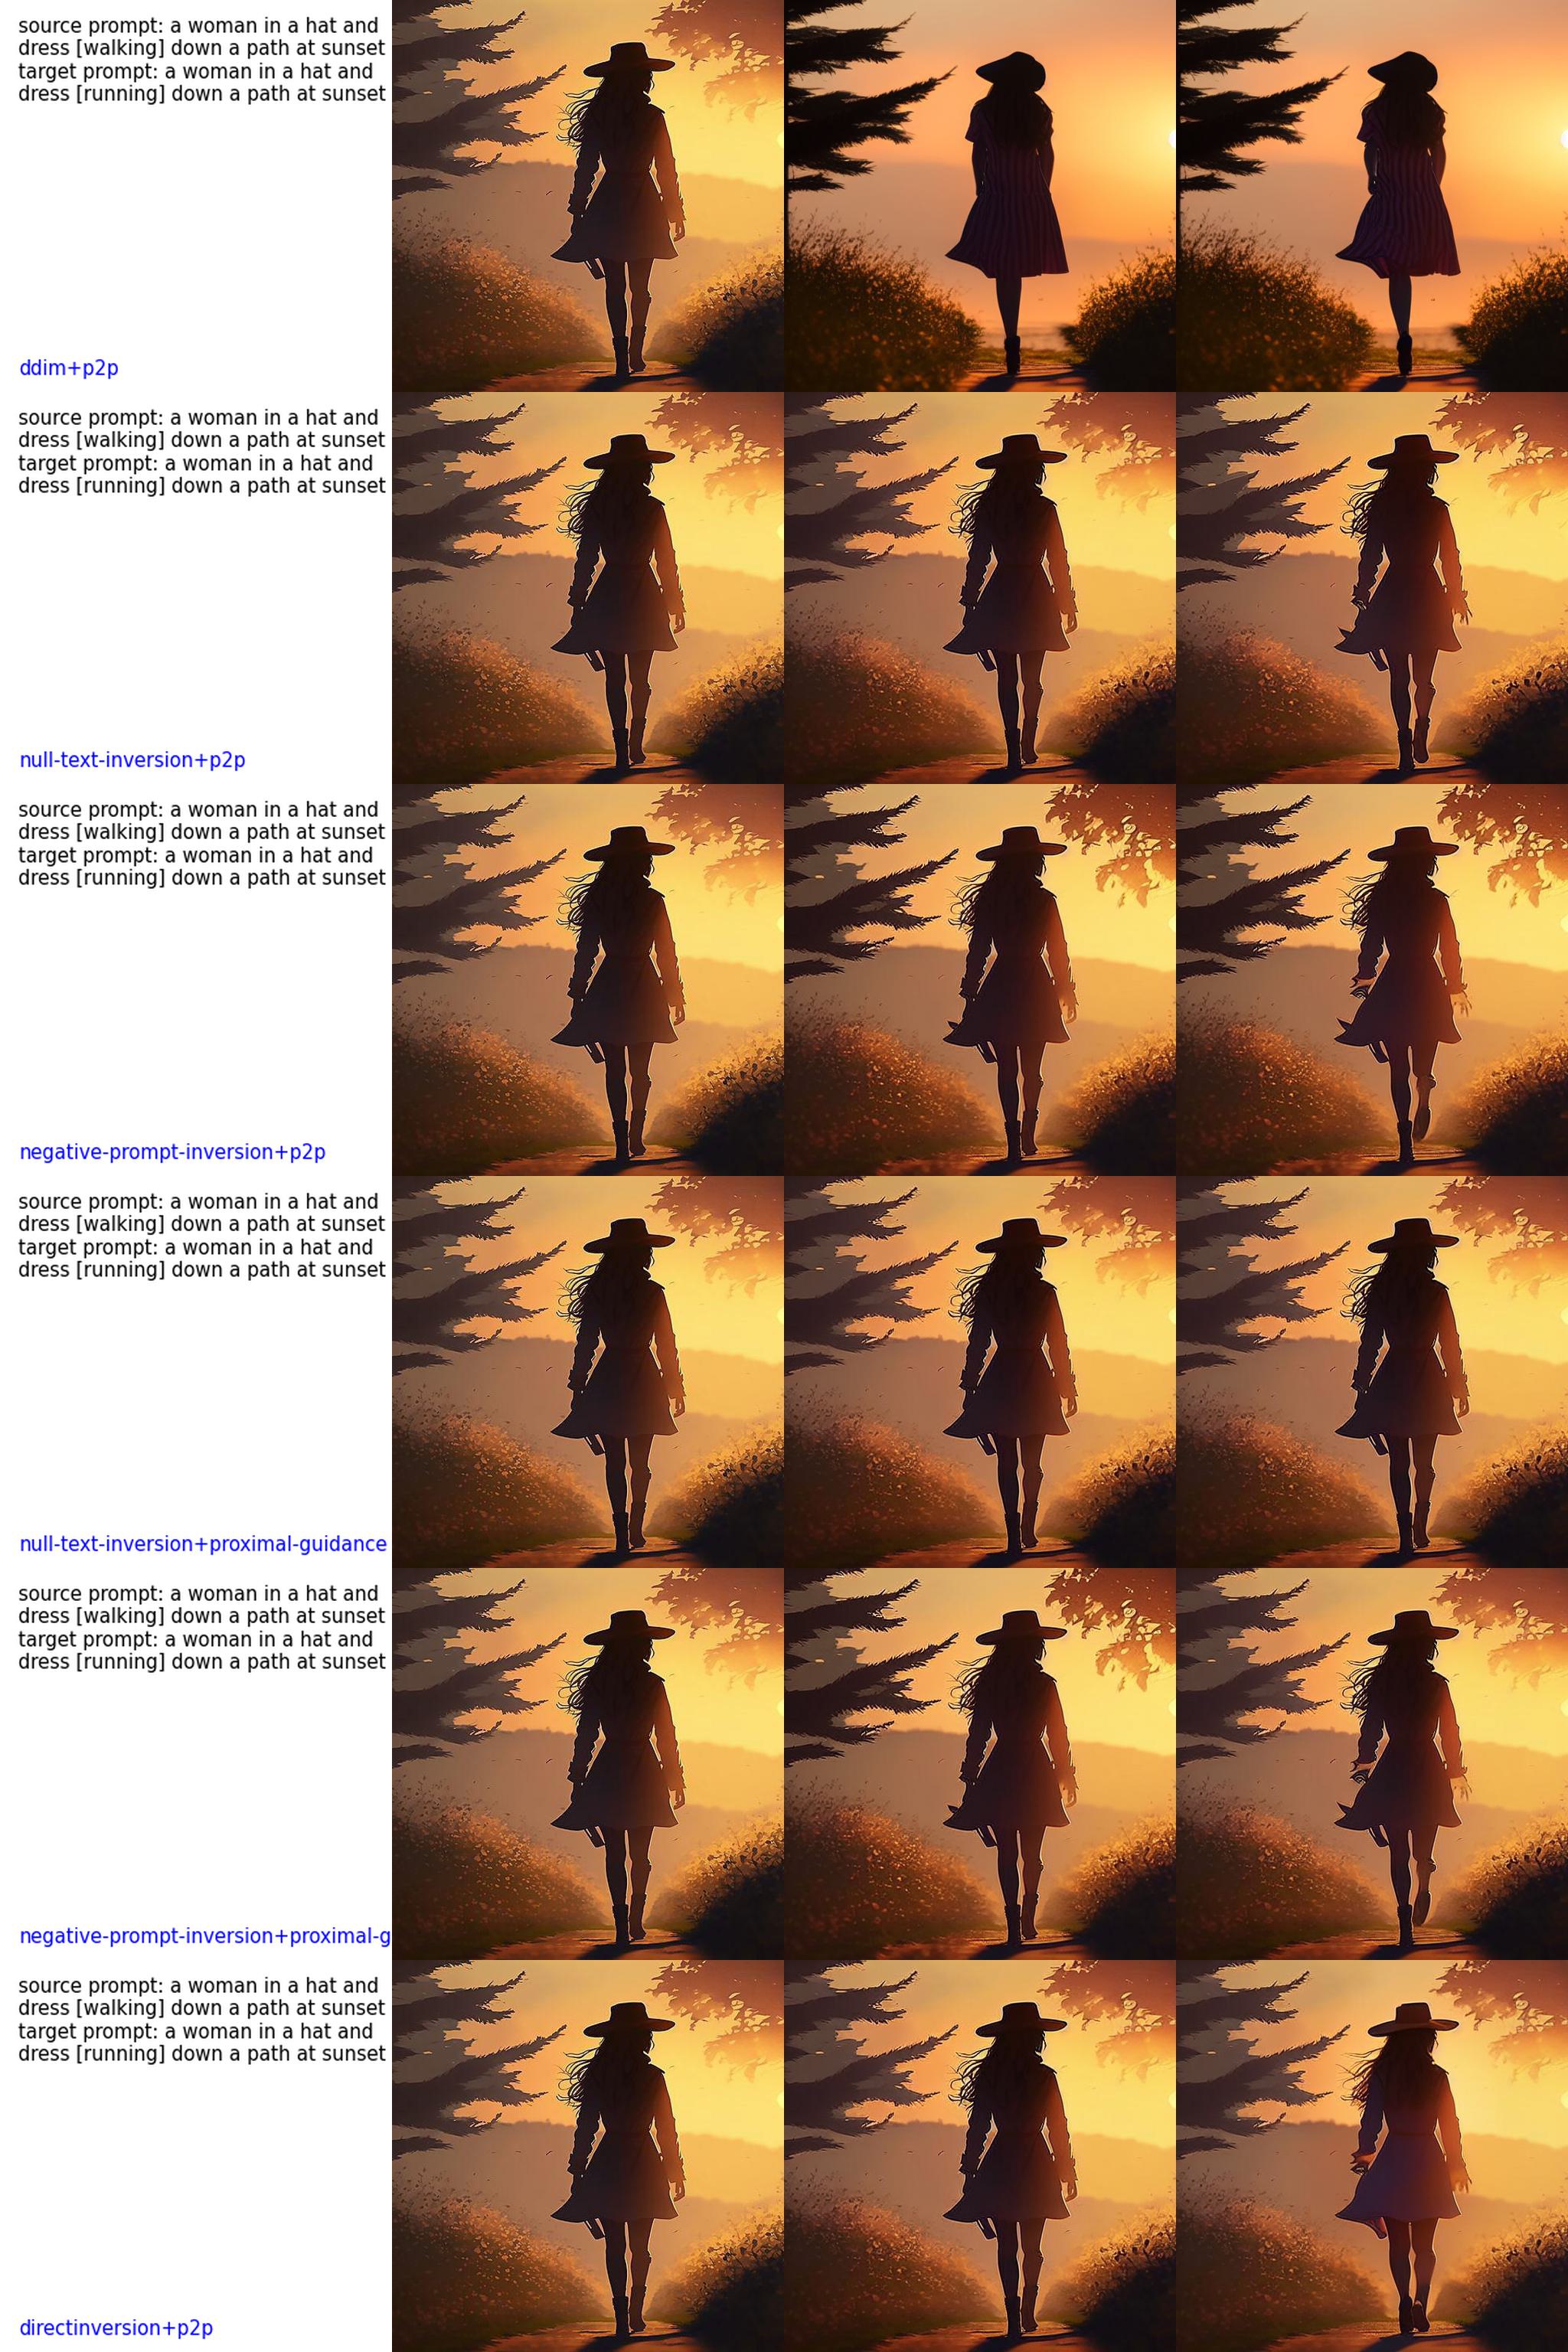 source prompt: a woman in a hat and
dress [walking] down a path at sunset
target prompt: a woman in a hat and
dress [running] down a path at sunset
ddim+p2p
source prompt: a woman in a hat and
dress [walking] down a path at sunset
target prompt: a woman in a hat and
dress [running] down a path at sunset
null-text-inversion+p2p
source prompt: a woman in a hat and
dress [walking] down a path at sunset
target prompt: a woman in a hat and
dress [running] down a path at sunset
negative-prompt-inversion+p2p
source prompt: a woman in a hat and
dress [walking] down a path at sunset
target prompt: a woman in a hat and
dress [running] down a path at sunset
null-text-inversion+proximal-guidance
source prompt: a woman in a hat and
dress [walking] down a path at sunset
target prompt: a woman in a hat and
dress [running] down a path at sunset
negative-prompt-inversion+proximal-g
source prompt: a woman in a hat and
dress [walking] down a path at sunset
target prompt: a woman in a hat and
dress [running] down a path at sunset
directinversion+p2p